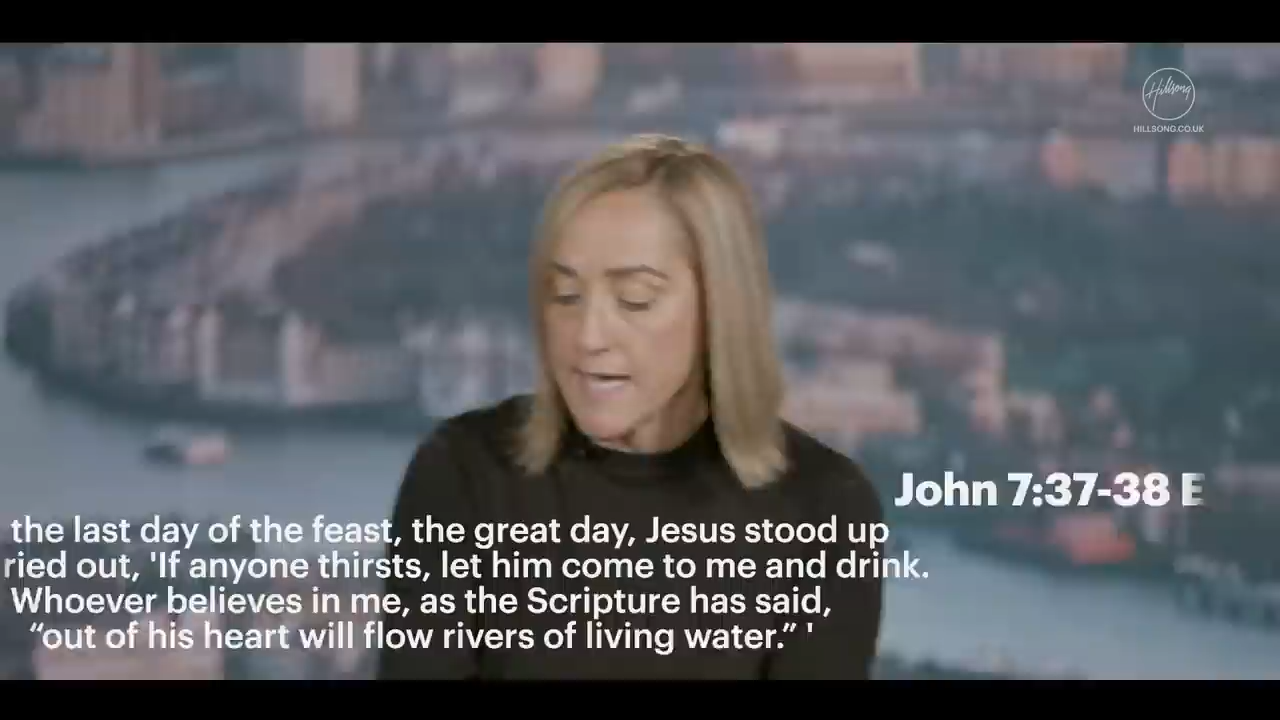 Hillsong
HILLSONG.CO.UK
John 7:37-38 E
the last day of the feast, the great day, Jesus stood up
ried out, 'If anyone thirsts, let him come to me and drink.
Whoever believes in me, as the Scripture has said,
“out of his heart will flow rivers of living water.” '